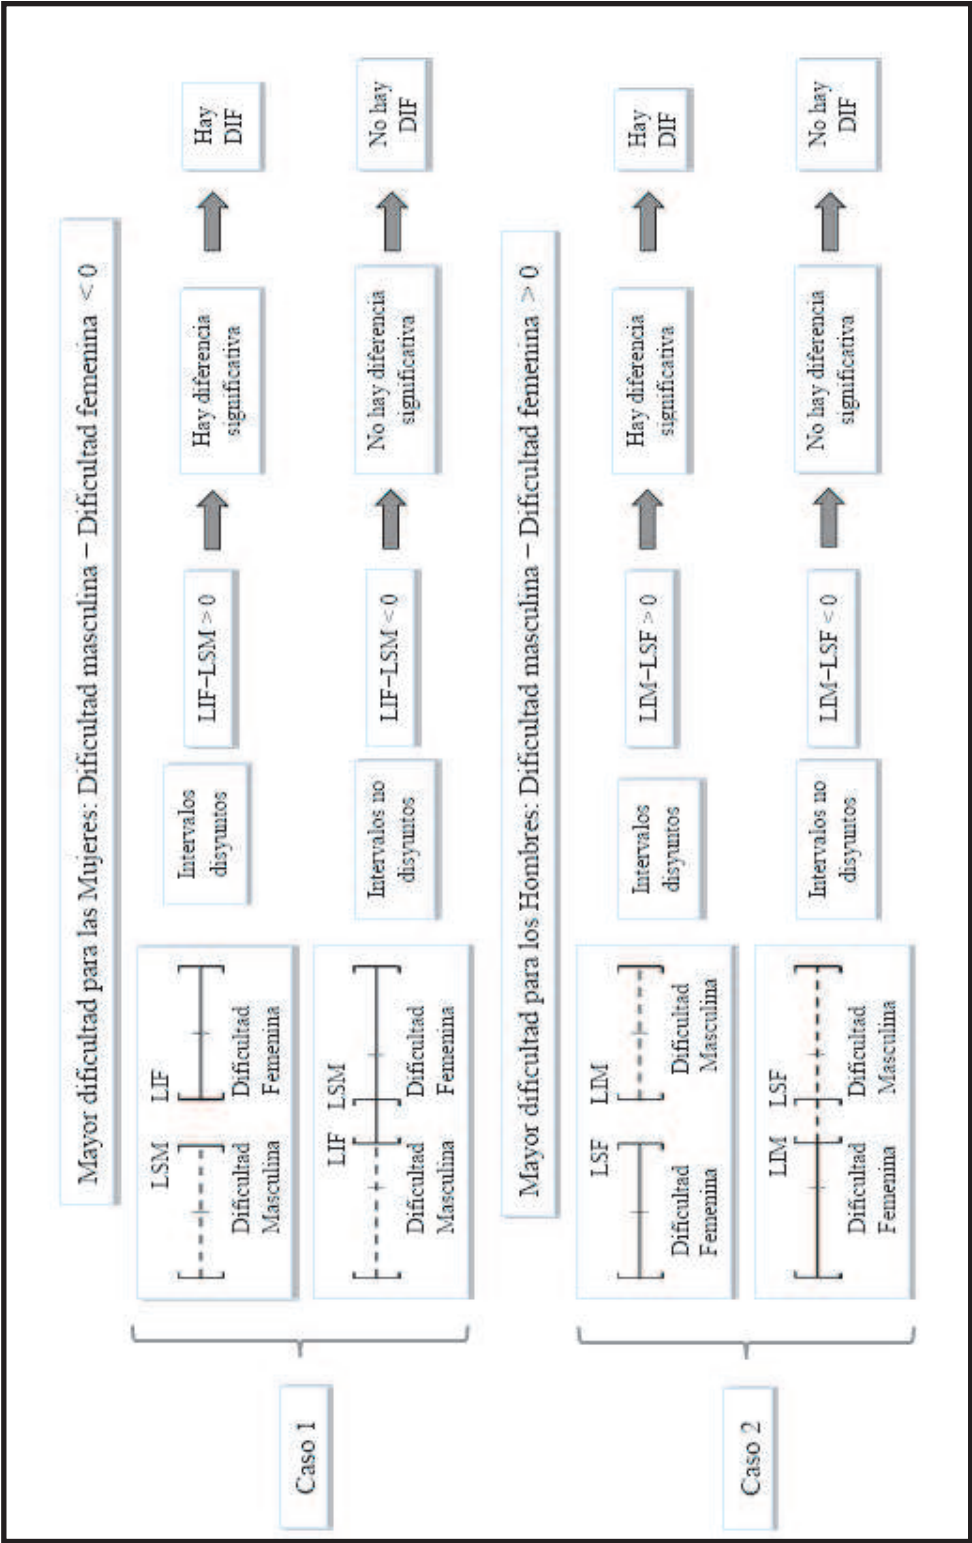 Mayor dificultad para las Mujeres: Dificultad masculina – Dificultad femenina < 0
Caso 1
LSM
LIF
Dificultad
Masculina
Dificultad
Femenina
Intervalos
disyuntos
LIF–LSM > 0
Hay diferencia
significativa
Hay
DIF
LIF
LSM
Dificultad
Masculina
Dificultad
Femenina
Intervalos no
disyuntos
LIF–LSM < 0
No hay diferencia
significativa
No hay
DIF
Mayor dificultad para los Hombres: Dificultad masculina – Dificultad femenina > 0
Caso 2
LSF
LIM
Dificultad
Femenina
Dificultad
Masculina
Intervalos
disyuntos
LIM–LSF > 0
Hay diferencia
significativa
Hay
DIF
LIM
LSF
Dificultad
Femenina
Dificultad
Masculina
Intervalos no
disyuntos
LIM–LSF < 0
No hay diferencia
significativa
No hay
DIF